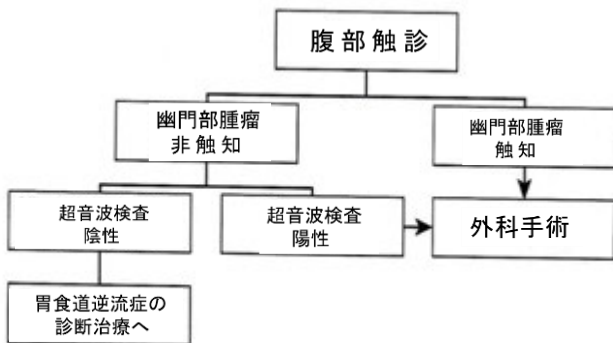 腹部触診
幽門部腫瘤
非触知
幽門部腫瘤
触知
超音波検査
陰性
超音波検査
陽性
外科手術
胃食道逆流症の
診断治療へ